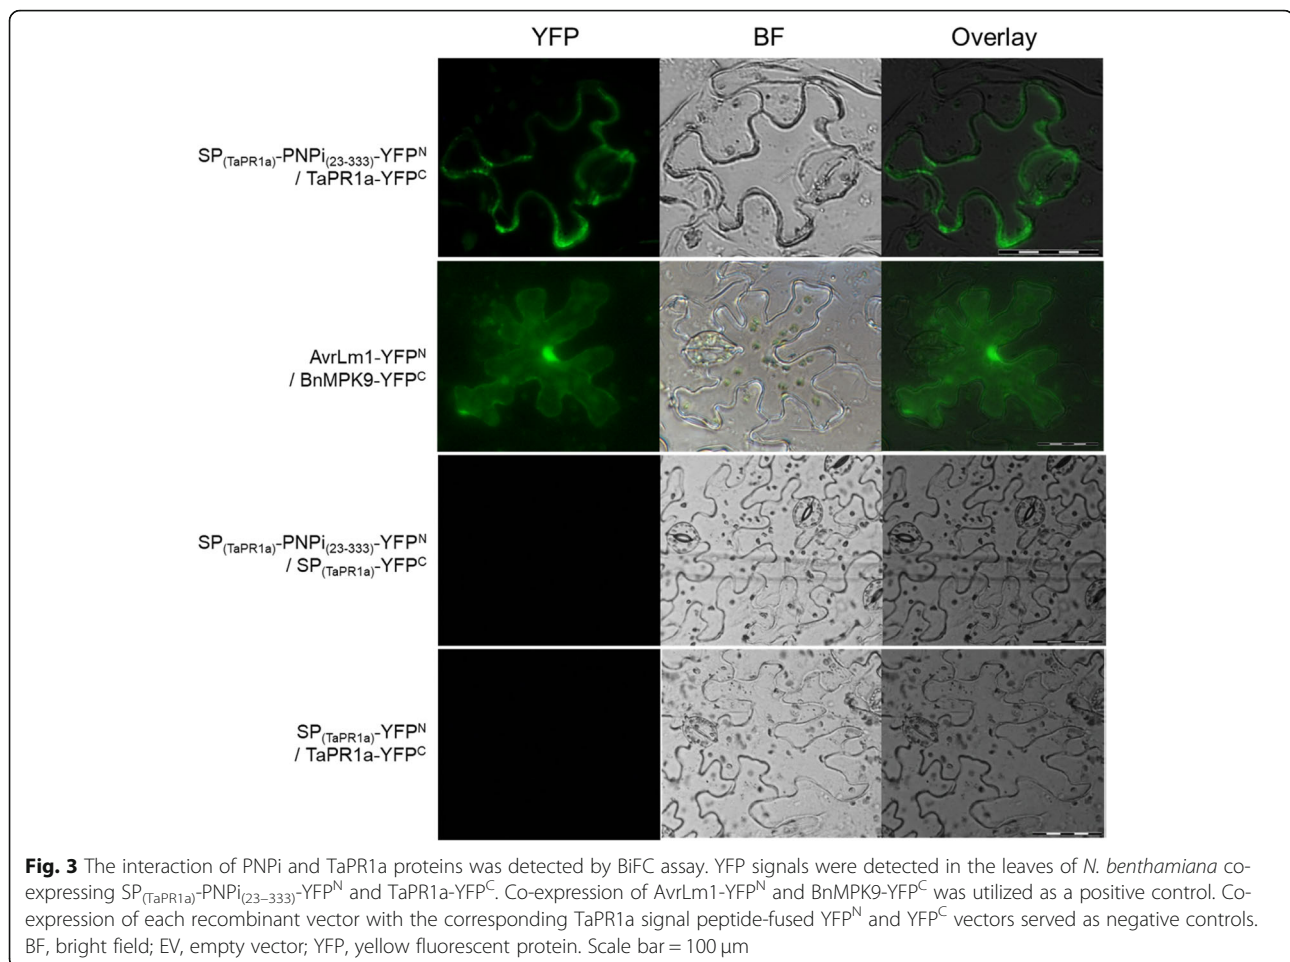 YFP BF Overlay
SP(TaPR1a)-PNPi(23-333)-YFPN
/ TaPR1a-YFPC
AvrLm1-YFPN
/ BnMPK9-YFPC
SP(TaPR1a)-PNPi(23-333)-YFPN
/ SP(TaPR1a)-YFPC
SP(TaPR1a)-YFPN
/ TaPR1a-YFPC
Fig. 3 The interaction of PNPi and TaPR1a proteins was detected by BiFC assay. YFP signals were detected in the leaves of N. benthamiana co-
expressing SP(TaPR1a)-PNPi(23–333)-YFPN and TaPR1a-YFPC. Co-expression of AvrLm1-YFPN and BnMPK9-YFPC was utilized as a positive control. Co-
expression of each recombinant vector with the corresponding TaPR1a signal peptide-fused YFPN and YFPC vectors served as negative controls.
BF, bright field; EV, empty vector; YFP, yellow fluorescent protein. Scale bar = 100 μm